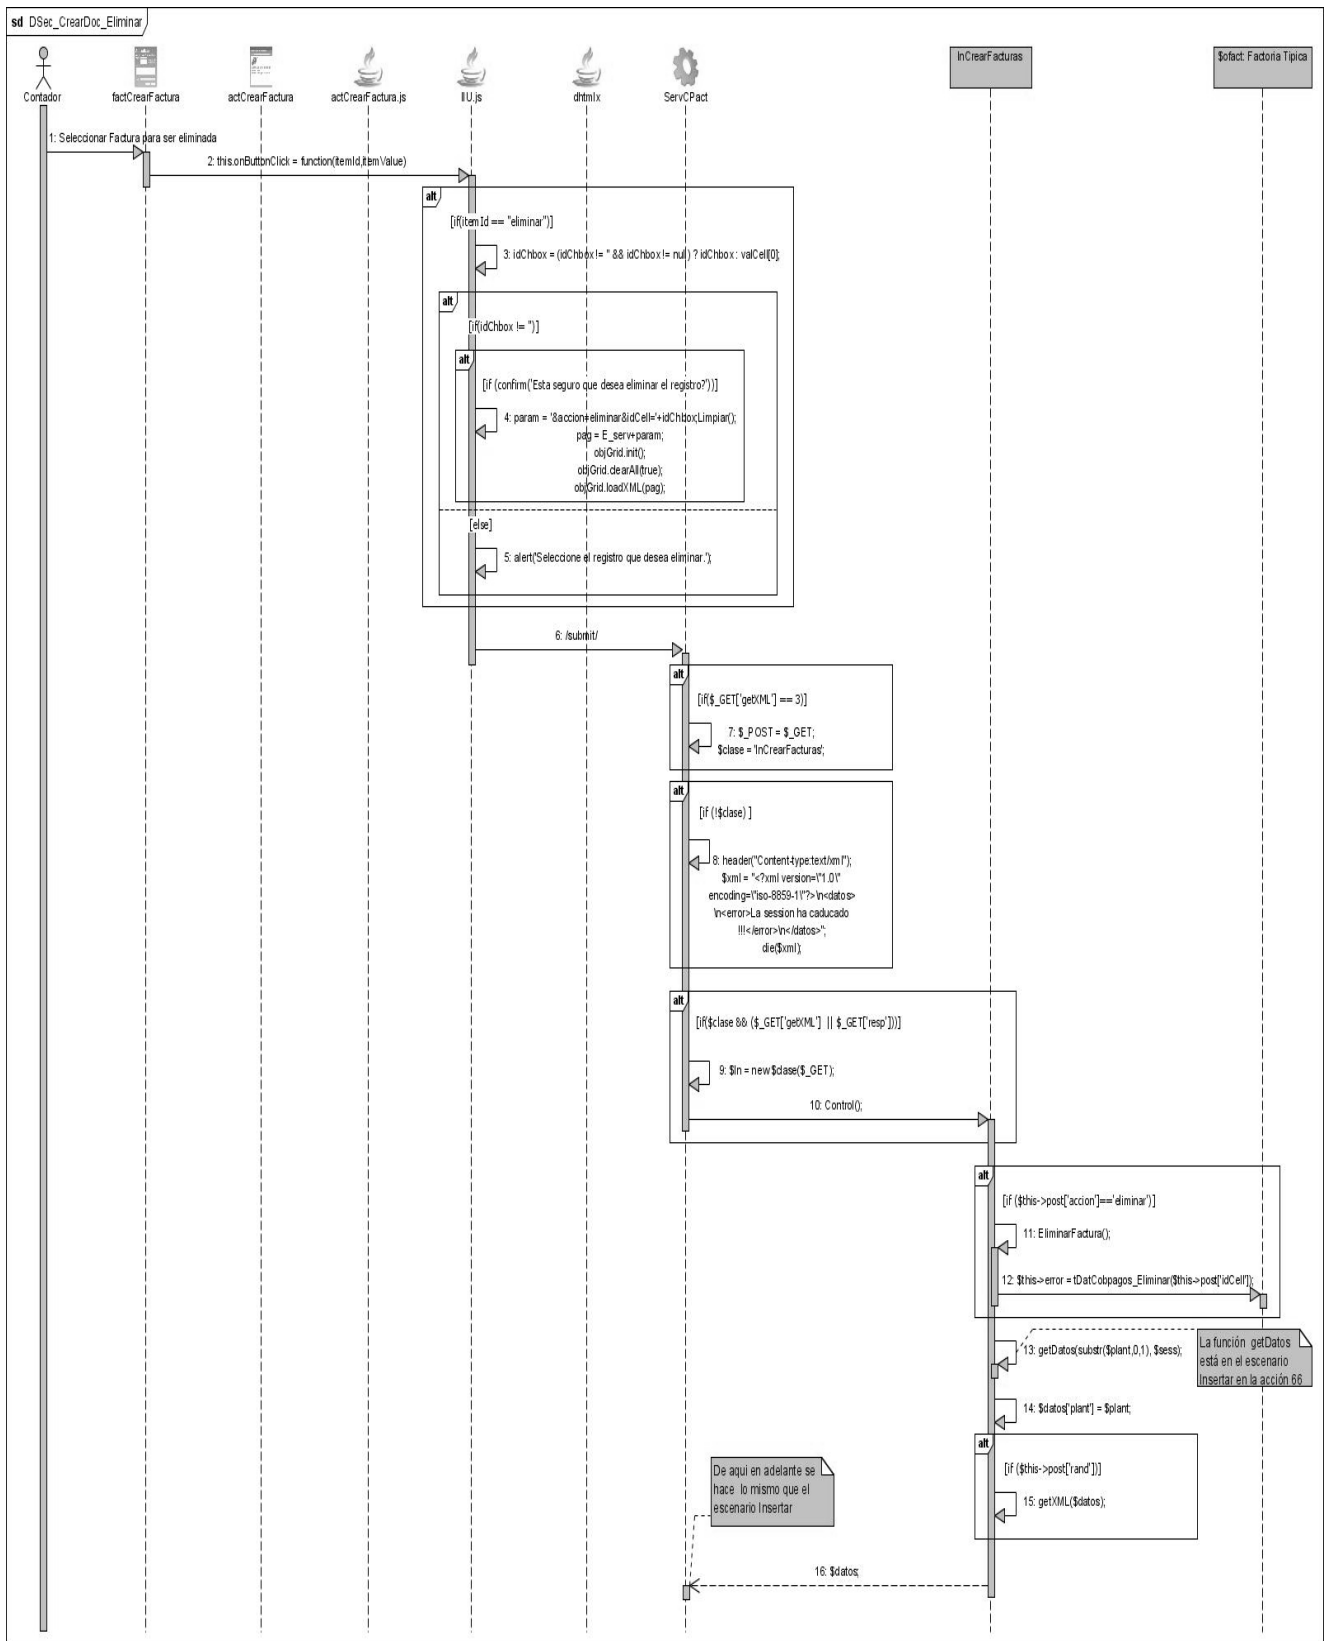 sd DSec_CrearDoc_Eliminar
Contador
factCrearFactura
actCrearFactura
actCrearFactura.js
IIU.js
dhtmlx
ServCPact
InCrearFacturas
$ofact: Factoria Tipica
1: Seleccionar Factura para ser eliminada
2: this.onButtonClick = function(itemId,itemValue)
alt
[if(itemId == "eliminar")]
3: idChbox = (idChbox != '' && idChbox != null) ? idChbox : valCell[0];
alt
[if(idChbox != '')]
alt
[if (confirm('Esta seguro que desea eliminar el registro?'))]
4: param = '&accion=eliminar&idCell='+idChbox;Limpiar();
pag = E_serv+param;
objGrid.init();
objGrid.clearAll(true);
objGrid.loadXML(pag);
[else]
5: alert('Seleccione el registro que desea eliminar.');
6: /submit/
alt
[if($_GET['getXML'] == 3)]
7: $_POST = $_GET;
$clase = 'InCrearFacturas';
alt
[if (!$clase) ]
8: header("Content-type:text/xml");
$xml = "<?xml version=\"1.0\"
encoding=\"iso-8859-1\"?>\n<datos>
\n<error>La session ha caducado
!!!</error>\n</datos>";
die($xml);
alt
[if($clase && ($_GET['getXML'] || $_GET['resp']))]
9: $In = new $clase($_GET);
10: Control();
alt
[if ($this->post['accion']=='eliminar')]
11: EliminarFactura();
12: $this->error = tDatCobpagos_Eliminar($this->post['idCell']);
13: getDatos(substr($plant,0,1), $sess);
La función getDatos
está en el escenario
Insertar en la acción 66
14: $datos['plant'] = $plant;
alt
[if ($this->post['rand'])]
15: getXML($datos);
De aqui en adelante se
hace lo mismo que el
escenario Insertar
16: $datos;